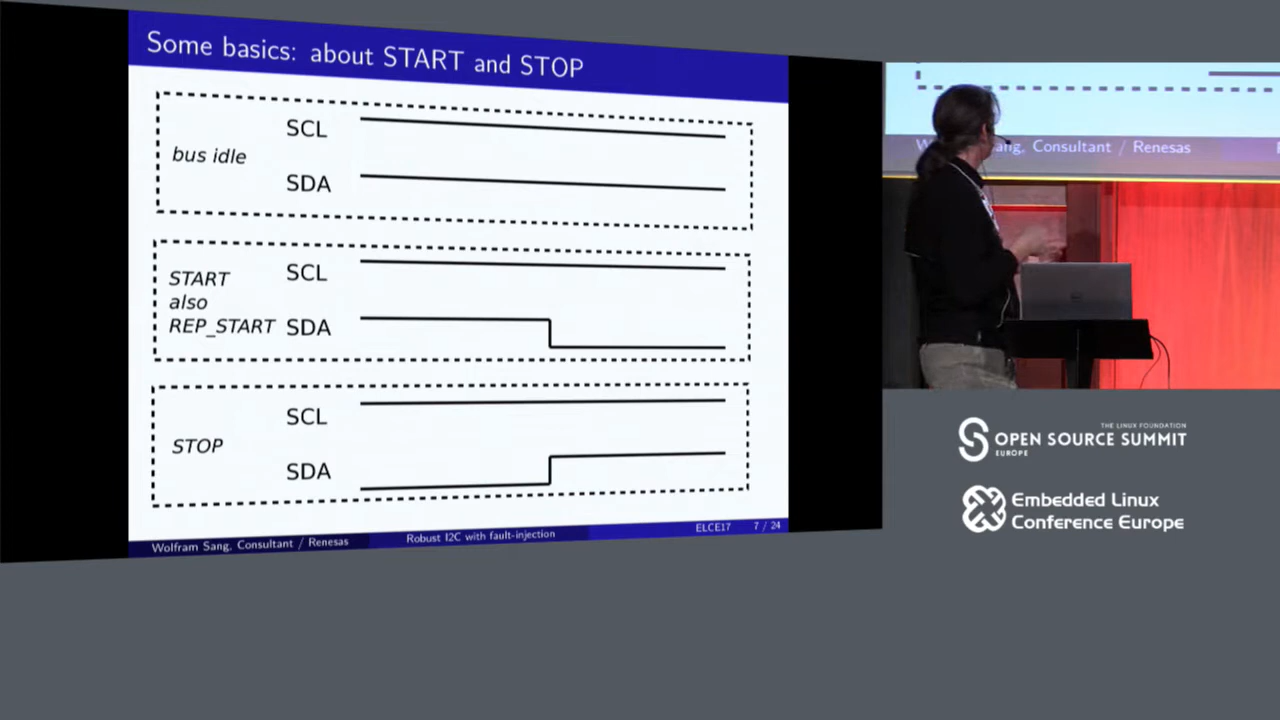 Some basics: about START and STOP
bus idle
SCL
SDA
START
also
REP_START
SCL
SDA
STOP
SCL
SDA
Wolfram Sang, Consultant / Renesas
Robust I2C with fault-injection
ELCE17
7 / 24
Sang, Consultant / Renesas
THE LINUX FOUNDATION
OPEN SOURCE SUMMIT
EUROPE
Embedded Linux
Conference Europe